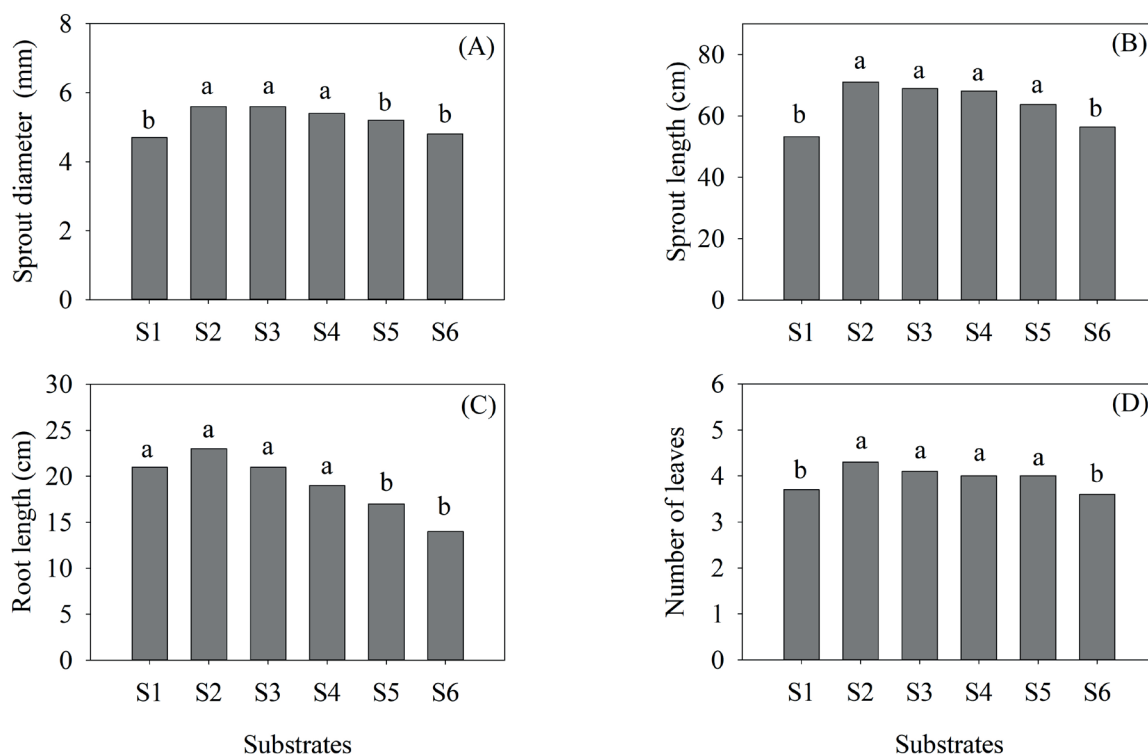 (A)
Sprout diameter (mm)
8
6
4
2
0
b a a a b b
S1 S2 S3 S4 S5 S6
(B)
Sprout length (cm)
80
60
40
20
0
b a a a a b
S1 S2 S3 S4 S5 S6
(C)
Root length (cm)
30
25
20
15
10
5
0
a a a a b b
S1 S2 S3 S4 S5 S6
Substrates
(D)
Number of leaves
6
5
4
3
2
1
0
b a a a a b
S1 S2 S3 S4 S5 S6
Substrates